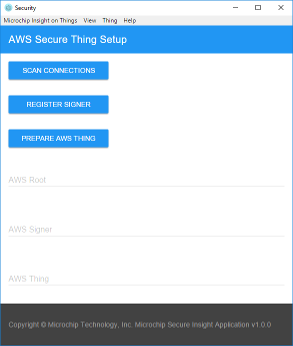 Security
Microchip Insight on Things View Thing Help
AWS Secure Thing Setup
SCAN CONNECTIONS
REGISTER SIGNER
PREPARE AWS THING
AWS Root
AWS Signer
AWS Thing
Copyright © Microchip Technology, Inc. Microchip Secure Insight Application v1.0.0